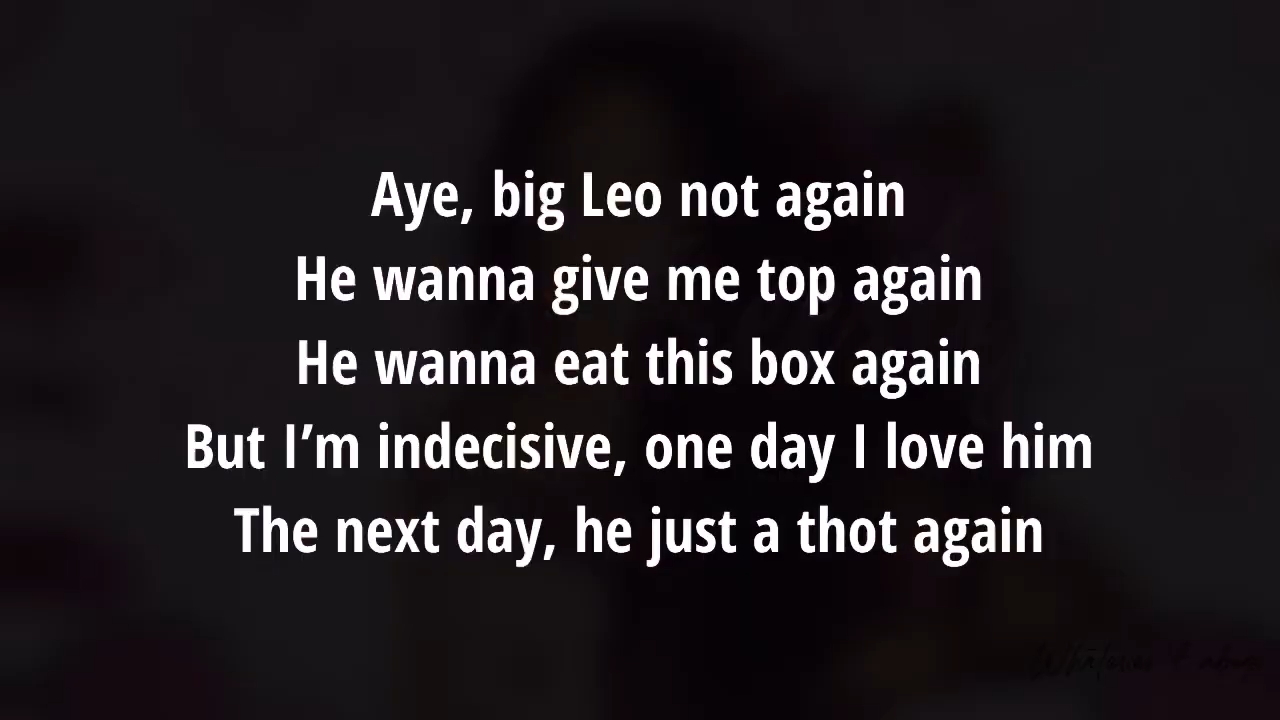 Aye, big Leo not again
He wanna give me top again
He wanna eat this box again
But I’m indecisive, one day I love him
The next day, he just a thot again